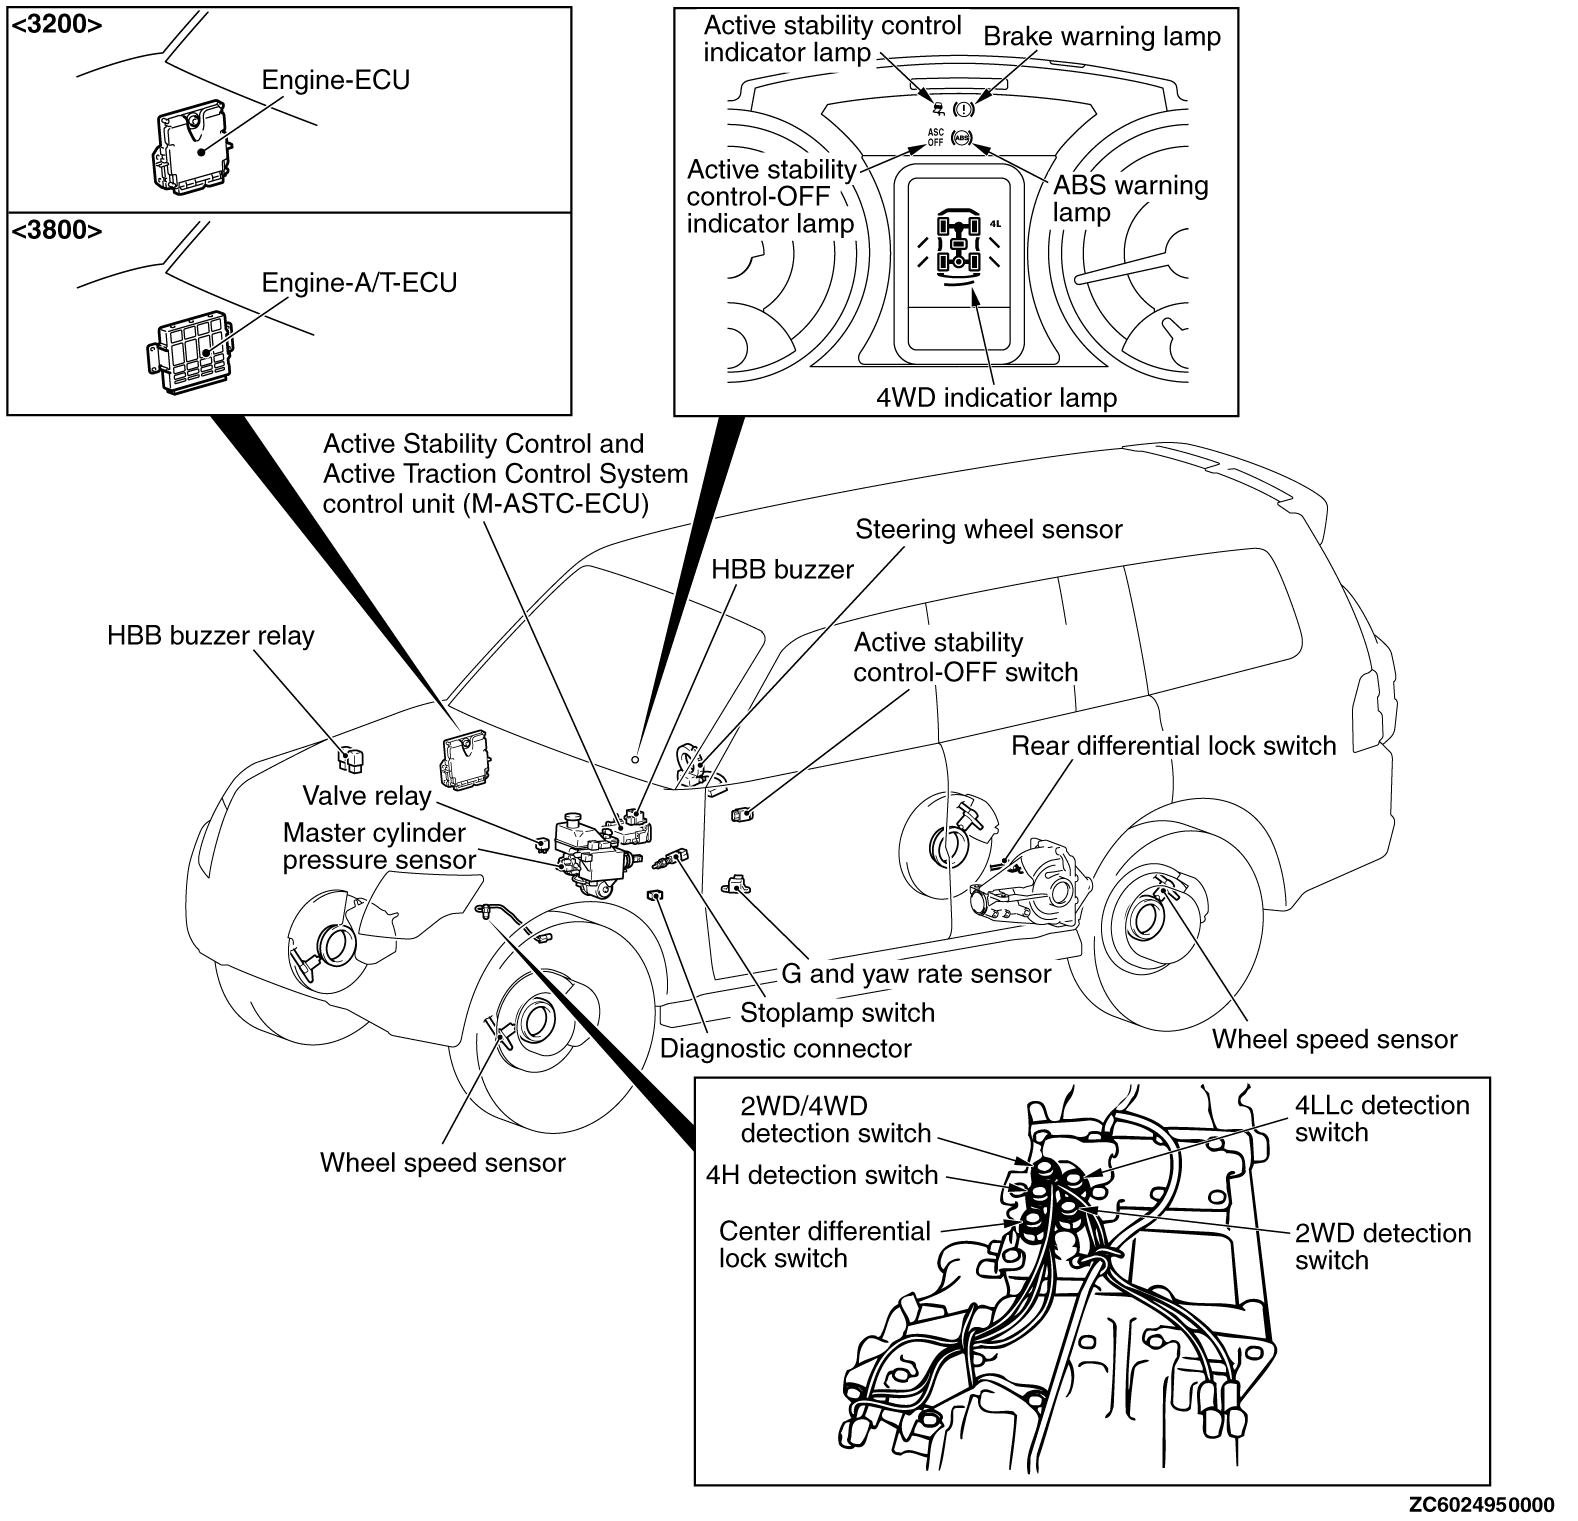 <3200>
Engine-ECU
<3800>
Engine-A/T-ECU
Active stability control
indicator lamp
Brake warning lamp
ASC
OFF
ABS
Active stability
control-OFF
indicator lamp
ABS warning
lamp
4L
4WD indicatior lamp
Active Stability Control and
Active Traction Control System
control unit (M-ASTC-ECU)
Steering wheel sensor
HBB buzzer
HBB buzzer relay
Active stability
control-OFF switch
Rear differential lock switch
Valve relay
Master cylinder
pressure sensor
G and yaw rate sensor
Stoplamp switch
Diagnostic connector
Wheel speed sensor
Wheel speed sensor
2WD/4WD
detection switch
4LLc detection
switch
4H detection switch
Center differential
lock switch
2WD detection
switch
ZC6024950000